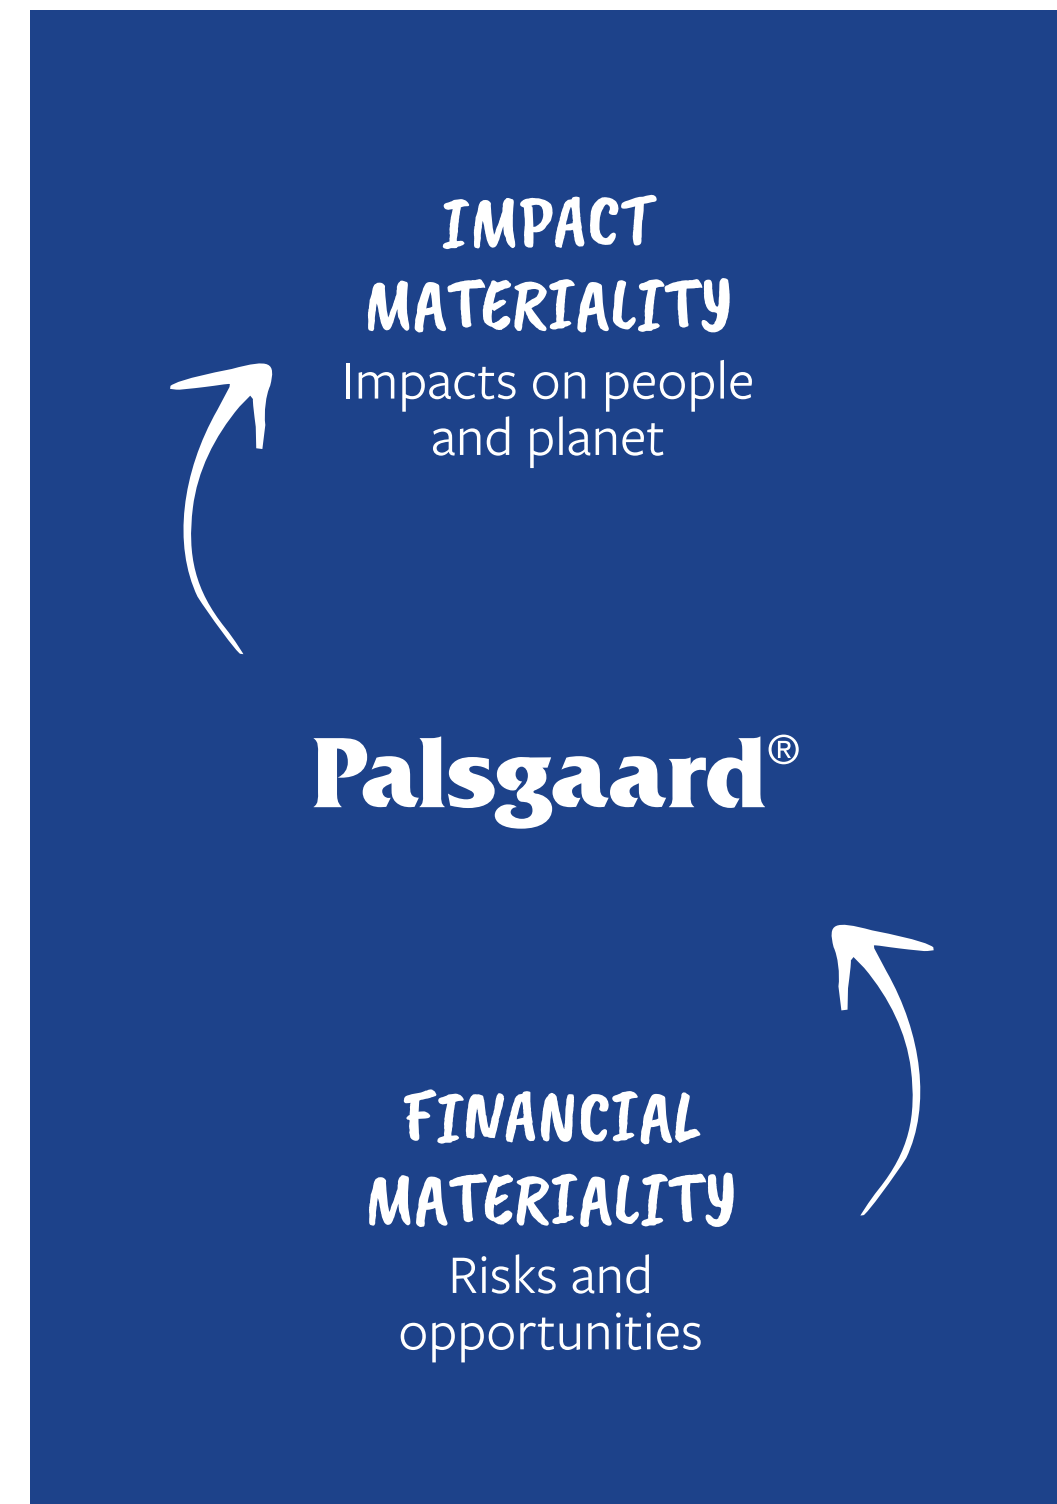 IMPACT
MATERIALITY
Impacts on people
and planet
Palsgaard®
FINANCIAL
MATERIALITY
Risks and
opportunities